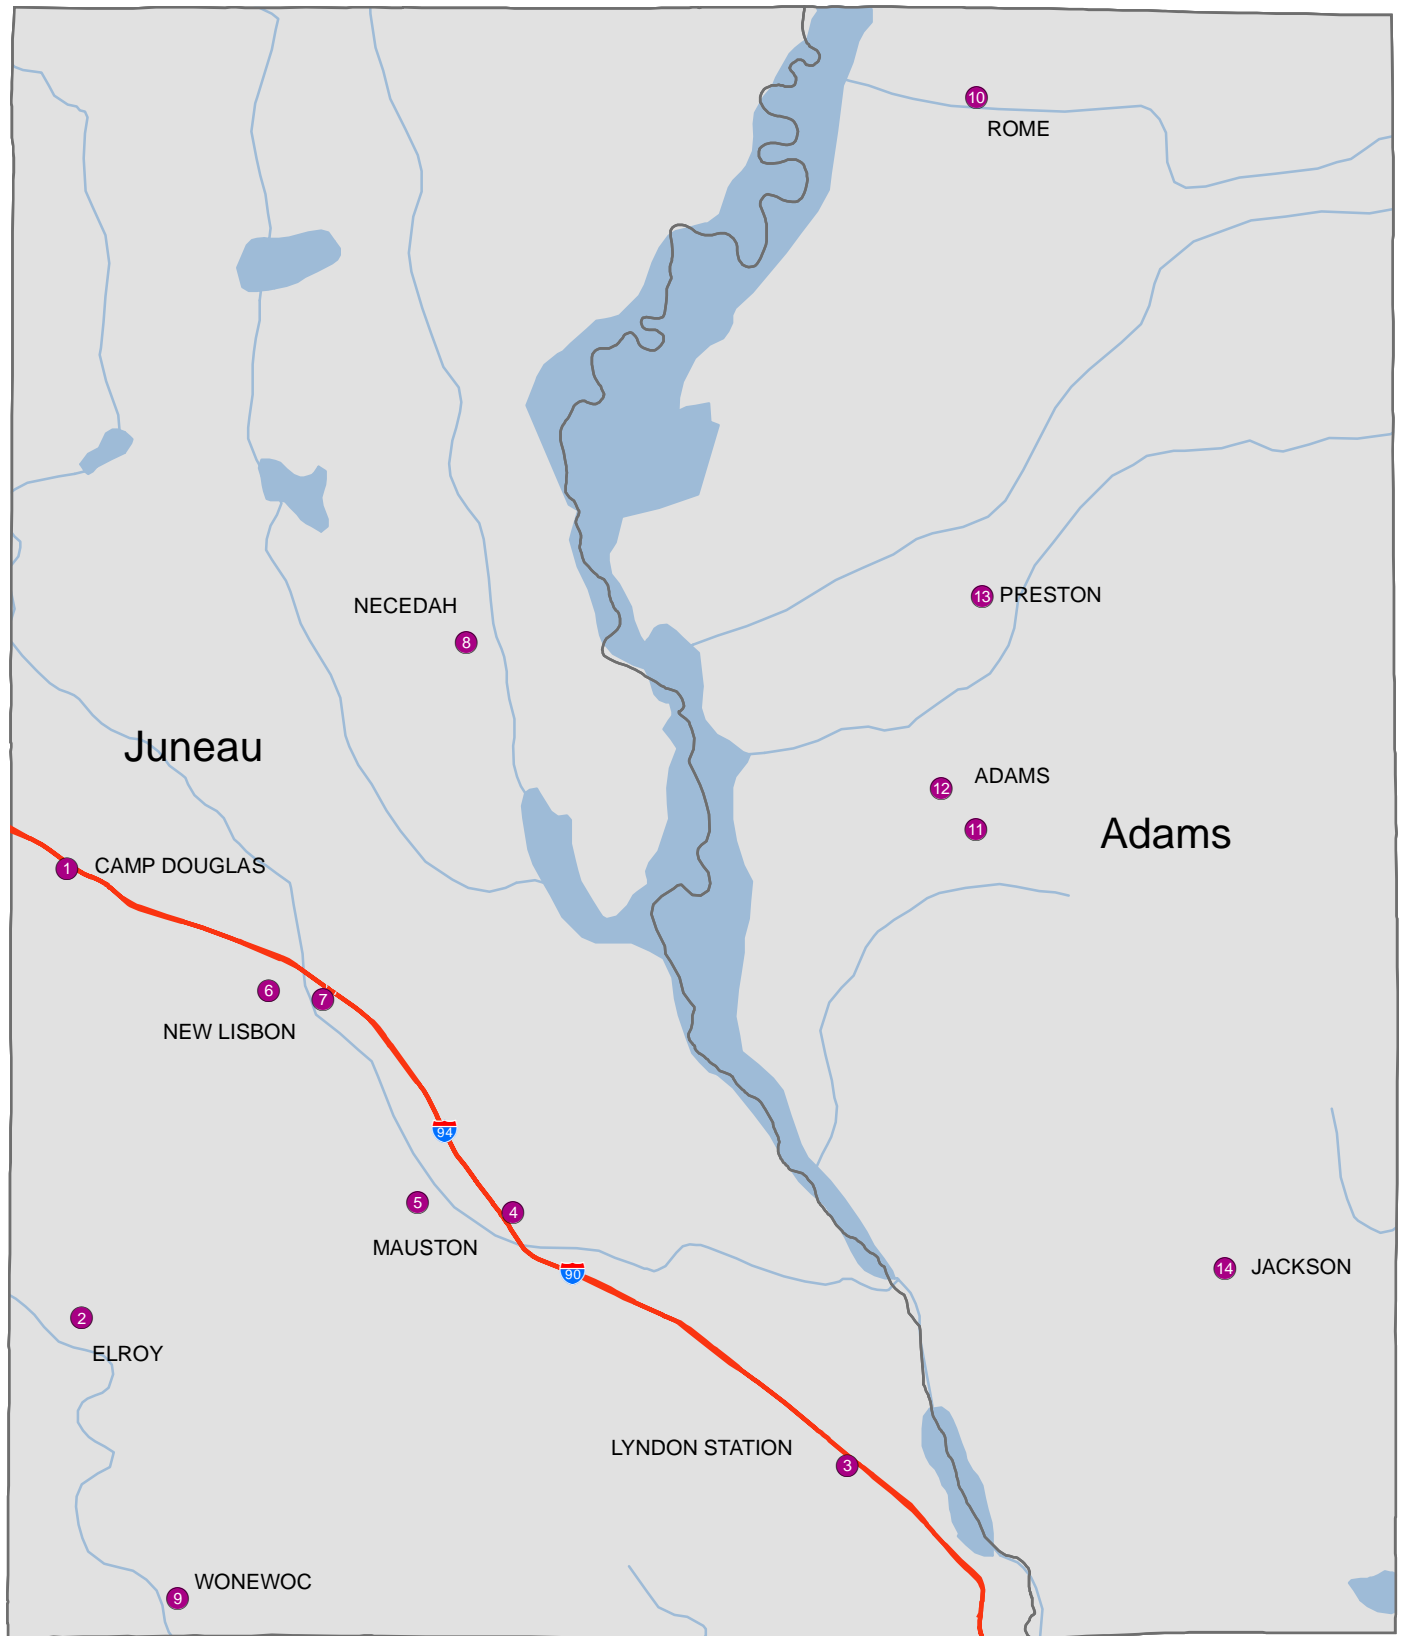 10
ROME
NECEDAH
8
13 PRESTON
Juneau
12
ADAMS
11
Adams
1 CAMP DOUGLAS
6
7
NEW LISBON
94
5
4
MAUSTON
90
14 JACKSON
2
ELROY
LYNDON STATION
3
WONEWOC
9